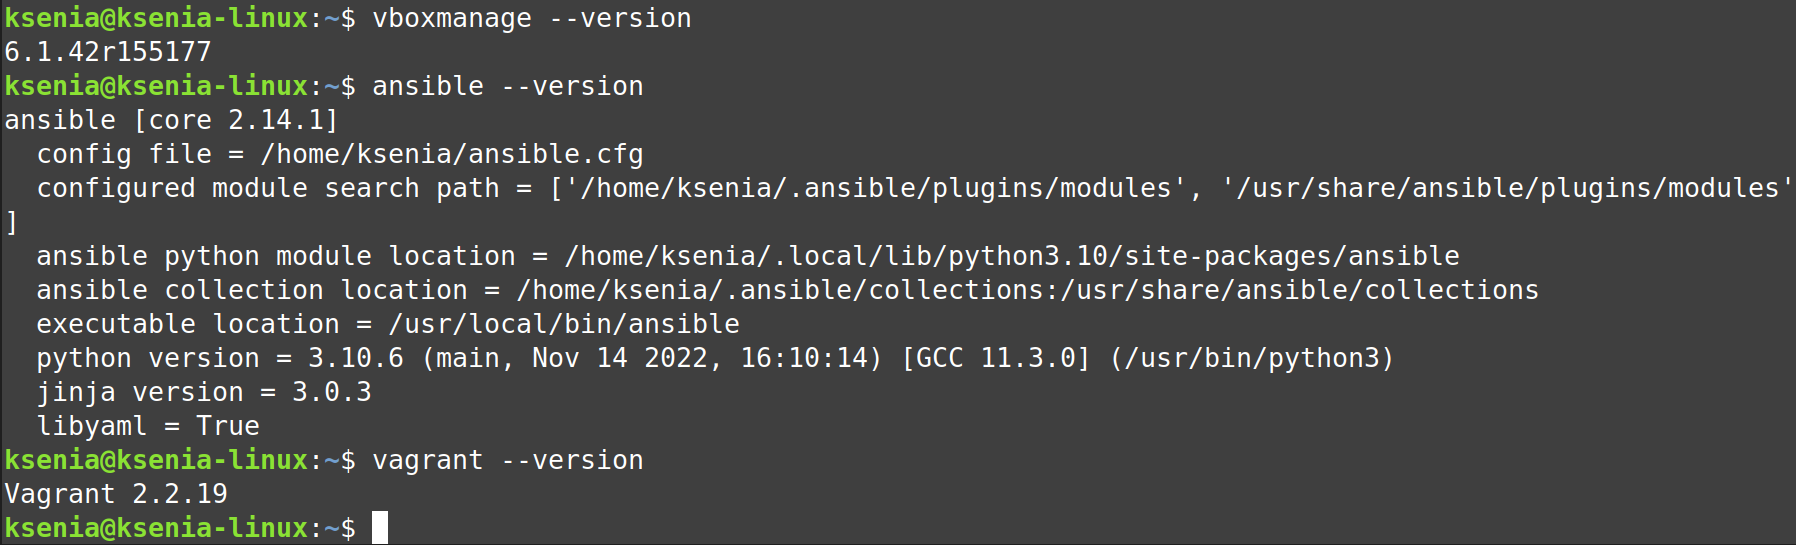 ksenia@ksenia-linux:~$ vboxmanage --version
6.1.42r155177
ksenia@ksenia-linux:~$ ansible --version
ansible [core 2.14.1]
  config file = /home/ksenia/ansible.cfg
  configured module search path = ['/home/ksenia/.ansible/plugins/modules', '/usr/share/ansible/plugins/modules'
]
  ansible python module location = /home/ksenia/.local/lib/python3.10/site-packages/ansible
  ansible collection location = /home/ksenia/.ansible/collections:/usr/share/ansible/collections
  executable location = /usr/local/bin/ansible
  python version = 3.10.6 (main, Nov 14 2022, 16:10:14) [GCC 11.3.0] (/usr/bin/python3)
  jinja version = 3.0.3
  libyaml = True
ksenia@ksenia-linux:~$ vagrant --version
Vagrant 2.2.19
ksenia@ksenia-linux:~$